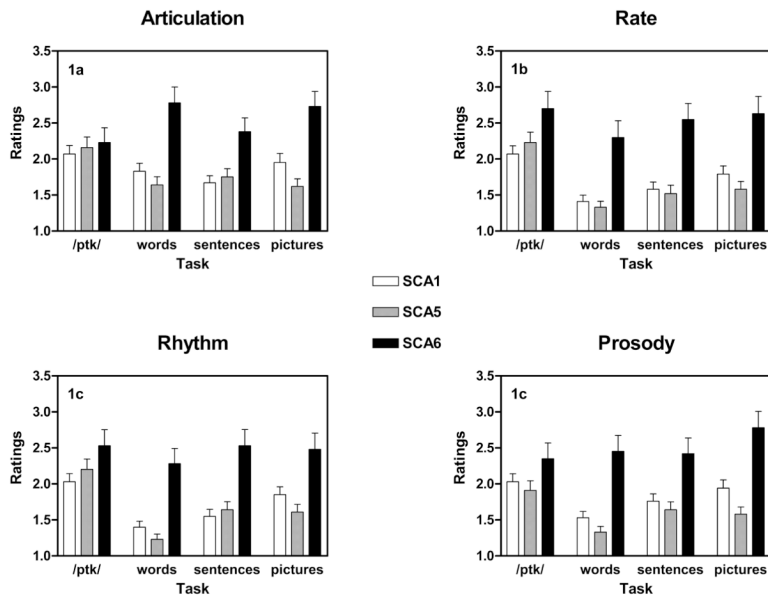 Articulation
3.5
3.0
2.5
2.0
1.5
1.0
Ratings
1a
/ptk/ words sentences pictures
Task
Rate
3.5
3.0
2.5
2.0
1.5
1.0
Ratings
1b
/ptk/ words sentences pictures
Task
SCA1
SCA5
SCA6
Rhythm
3.5
3.0
2.5
2.0
1.5
1.0
Ratings
1c
/ptk/ words sentences pictures
Task
Prosody
3.5
3.0
2.5
2.0
1.5
1.0
Ratings
1c
/ptk/ words sentences pictures
Task